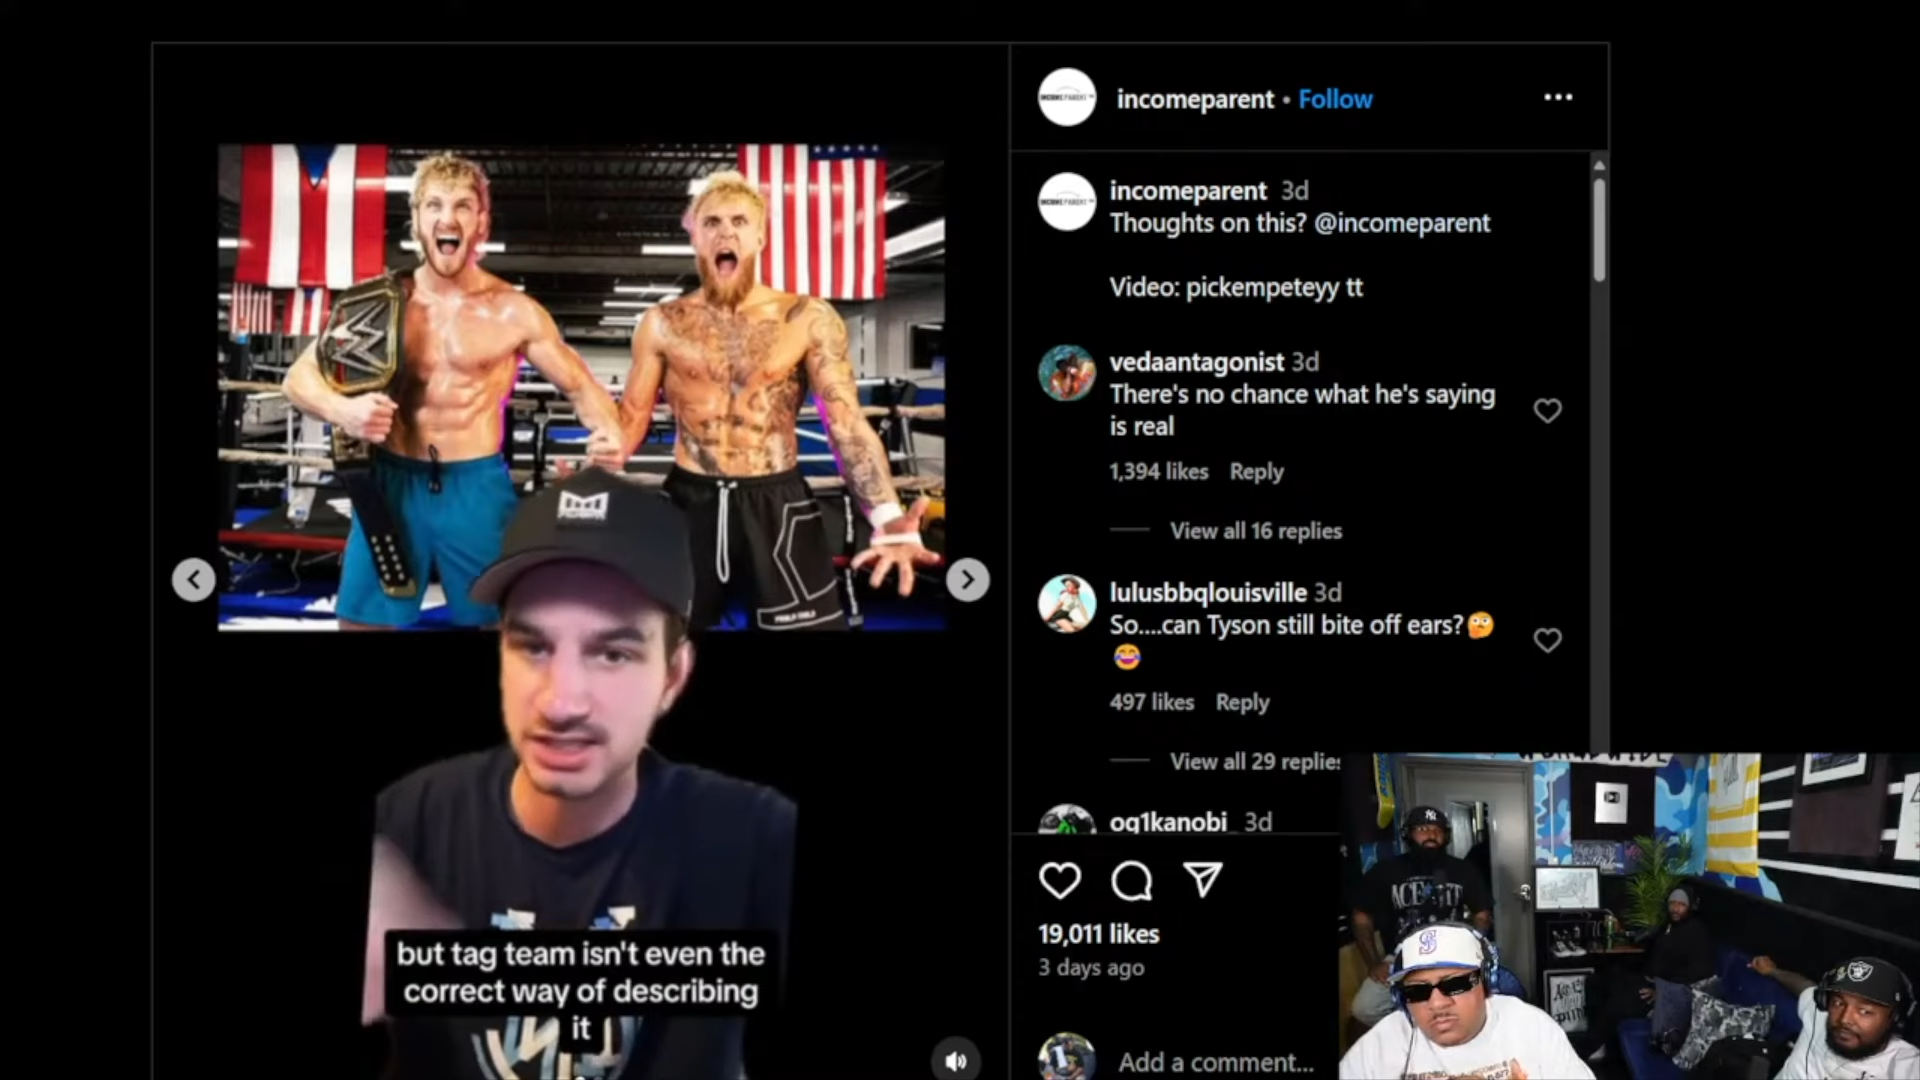 incomeparent • Follow
incomeparent 3d
Thoughts on this? @incomeparent
Video: pickempeteyy tt
vedaantagonist 3d
There's no chance what he's saying
is real
1,394 likes Reply
View all 16 replies
lulusbbqlouisville 3d
So....can Tyson still bite off ears?🫢
😂
497 likes Reply
View all 29 replies
og1kanobi_ 3d
19,011 likes
3 days ago
Add a comment...
but tag team isn't even the
correct way of describing
it